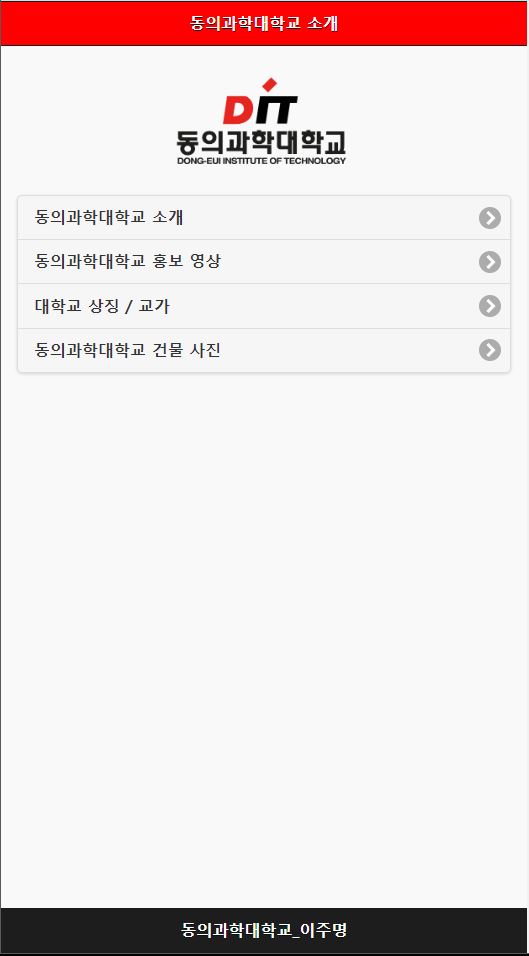 동의과학대학교 소개
DIT
동의과학대학교
DONG-EUI INSTITUTE OF TECHNOLOGY
동의과학대학교 소개
동의과학대학교 홍보 영상
대학교 상징 / 교가
동의과학대학교 건물 사진
동의과학대학교_이주명